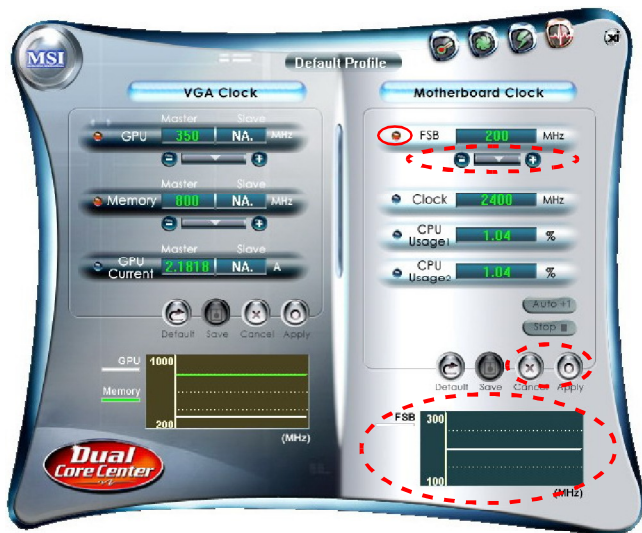 MSI
xi
Default Profile
VGA Clock
Master Slave
GPU 350 NA. MHz
Master Slave
Memory 800 NA. MHz
Master Slave
GPU Current 2.1818 NA. A
Default Save Cancel Apply
GPU 1000
Memory
200
(MHz)
Dual
Core Center
Motherboard Clock
FSB 200 MHz
Clock 2400 MHz
CPU Usage1 1.04 %
CPU Usage2 1.04 %
Auto +1
Stop
Default Save Cancel Apply
FSB 300
100
(MHz)